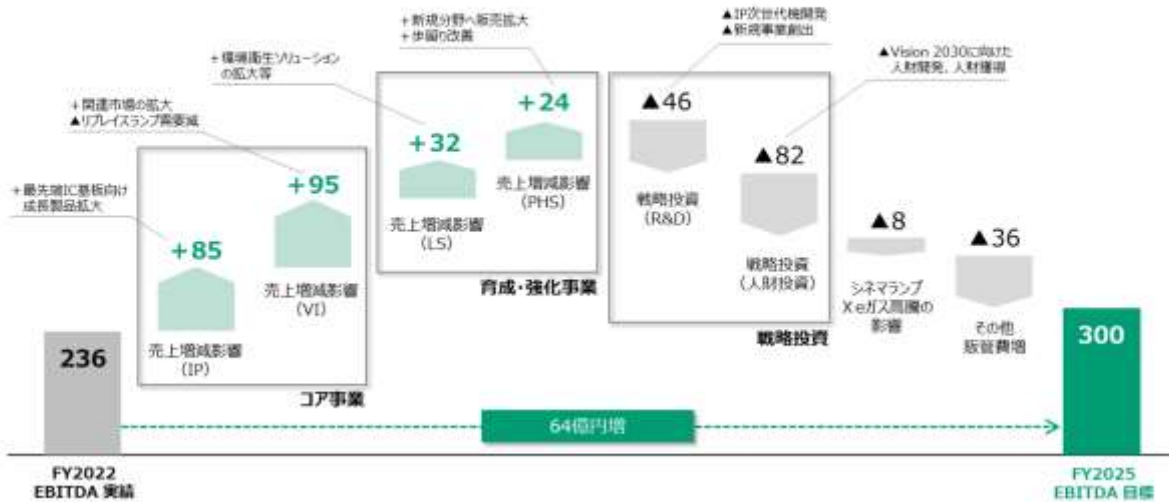 +最先端IC基板向け
成長製品拡大
+85
売上増減影響
(IP)
+関連市場の拡大
▲リプレイスランプ需要減
+95
売上増減影響
(VI)
コア事業
+環境衛生ソリューション
の拡大等
+32
売上増減影響
(LS)
+新規分野へ販売拡大
+歩留り改善
+24
売上増減影響
(PHS)
育成・強化事業
▲IP次世代機開発
▲新規事業創出
▲46
戦略投資
(R&D)
▲Vision 2030に向けた
人財開発、人財獲得
▲82
戦略投資
(人財投資)
戦略投資
▲8
シネマランプ
Xeガス高騰の
影響
▲36
その他
販管費増
236
300
64億円増
FY2022
EBITDA 実績
FY2025
EBITDA 目標